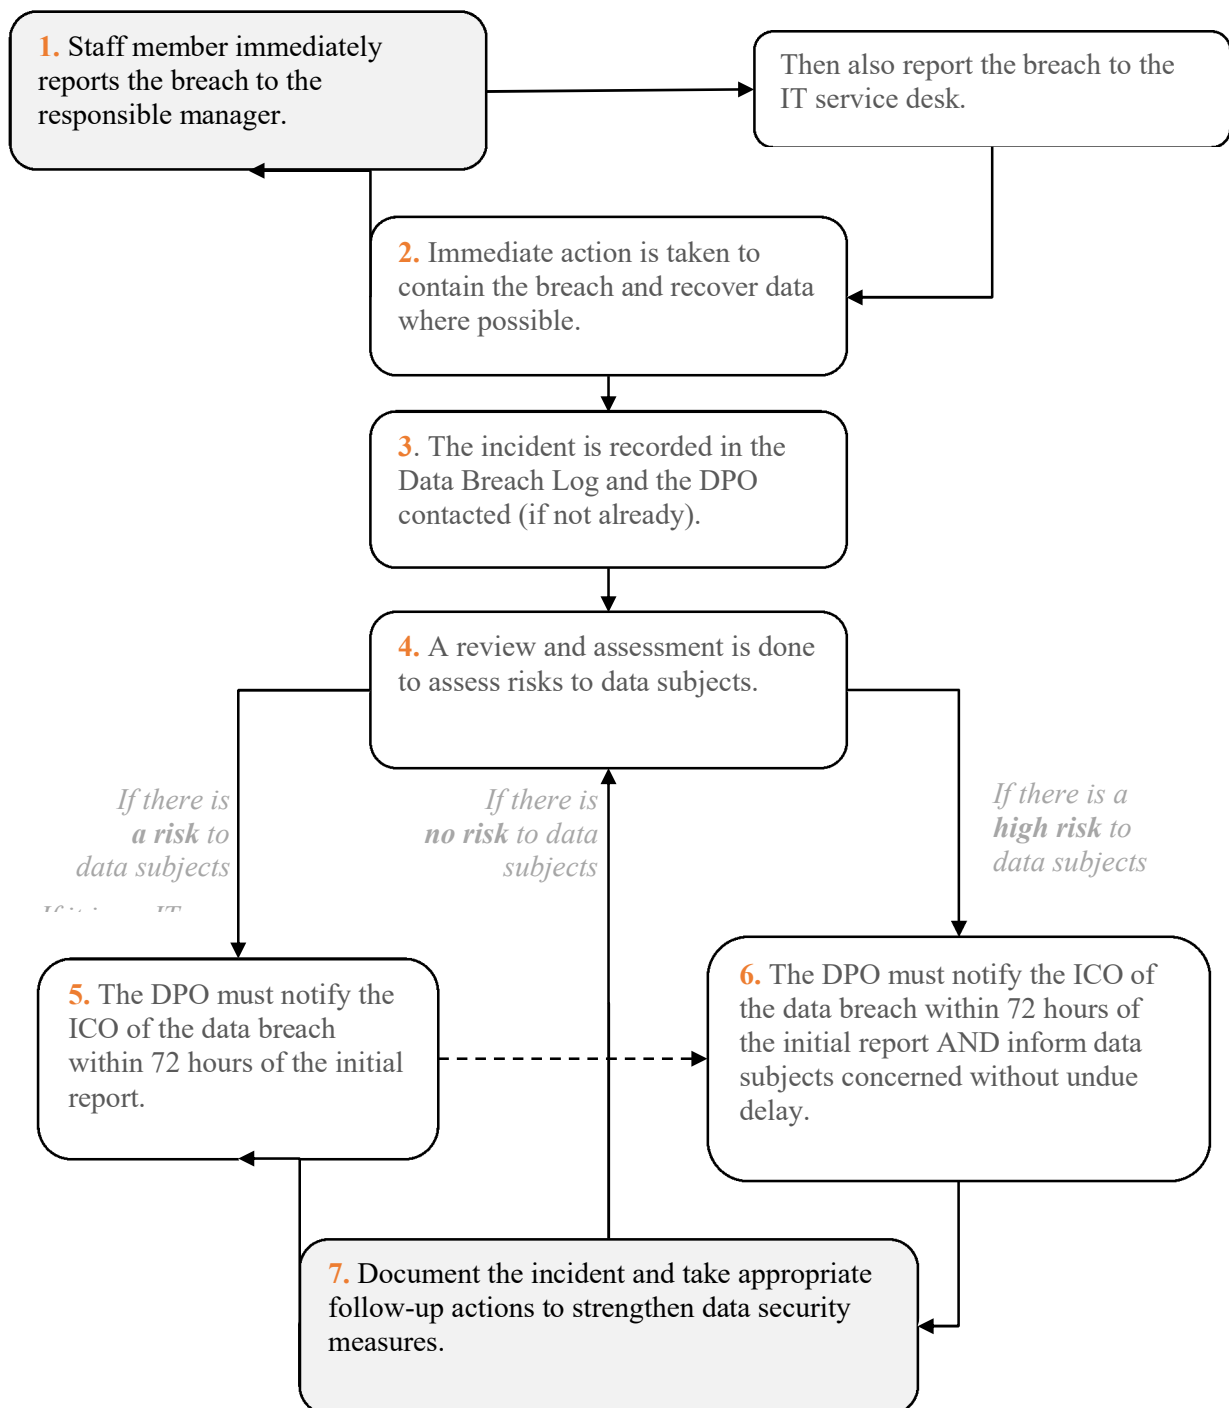 1. Staff member immediately
reports the breach to the
responsible manager.
Then also report the breach to the
IT service desk.
2. Immediate action is taken to
contain the breach and recover data
where possible.
3. The incident is recorded in the
Data Breach Log and the DPO
contacted (if not already).
4. A review and assessment is done
to assess risks to data subjects.
If there is
a risk to
data subjects
If there is
no risk to data
subjects
If there is a
high risk to
data subjects
5. The DPO must notify the
ICO of the data breach
within 72 hours of the initial
report.
6. The DPO must notify the ICO of
the data breach within 72 hours of
the initial report AND inform data
subjects concerned without undue
delay.
7. Document the incident and take appropriate
follow-up actions to strengthen data security
measures.